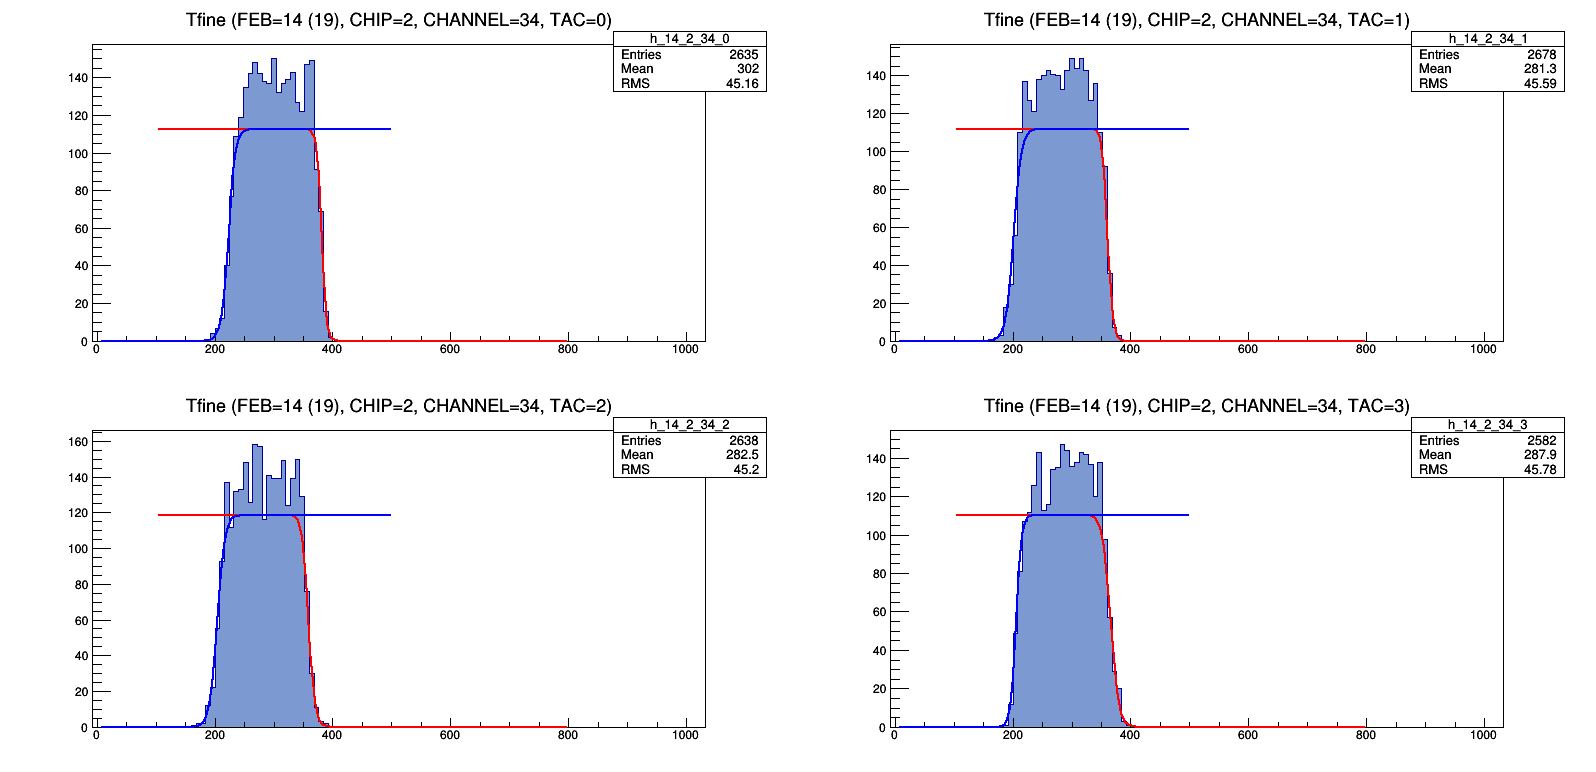 Tfine (FEB=14 (19), CHIP=2, CHANNEL=34, TAC=0)
h_14_2_34_0
Entries 2635
Mean 302
RMS 45.16
140
120
100
80
60
40
20
0
0 200 400 600 800 1000
Tfine (FEB=14 (19), CHIP=2, CHANNEL=34, TAC=1)
h_14_2_34_1
Entries 2678
Mean 281.3
RMS 45.59
140
120
100
80
60
40
20
0
0 200 400 600 800 1000
Tfine (FEB=14 (19), CHIP=2, CHANNEL=34, TAC=2)
h_14_2_34_2
Entries 2638
Mean 282.5
RMS 45.2
160
140
120
100
80
60
40
20
0
0 200 400 600 800 1000
Tfine (FEB=14 (19), CHIP=2, CHANNEL=34, TAC=3)
h_14_2_34_3
Entries 2582
Mean 287.9
RMS 45.78
140
120
100
80
60
40
20
0
0 200 400 600 800 1000